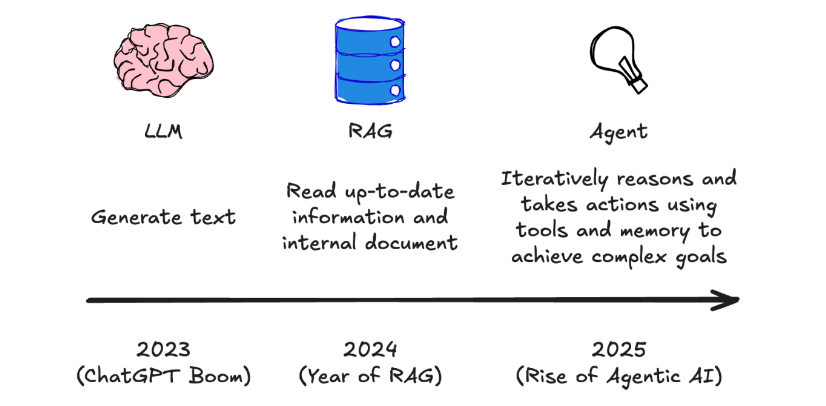 LLM
RAG
Agent
Generate text
Read up-to-date
information and
internal document
Iteratively reasons and
takes actions using
tools and memory to
achieve complex goals
2023
(ChatGPT Boom)
2024
(Year of RAG)
2025
(Rise of Agentic AI)